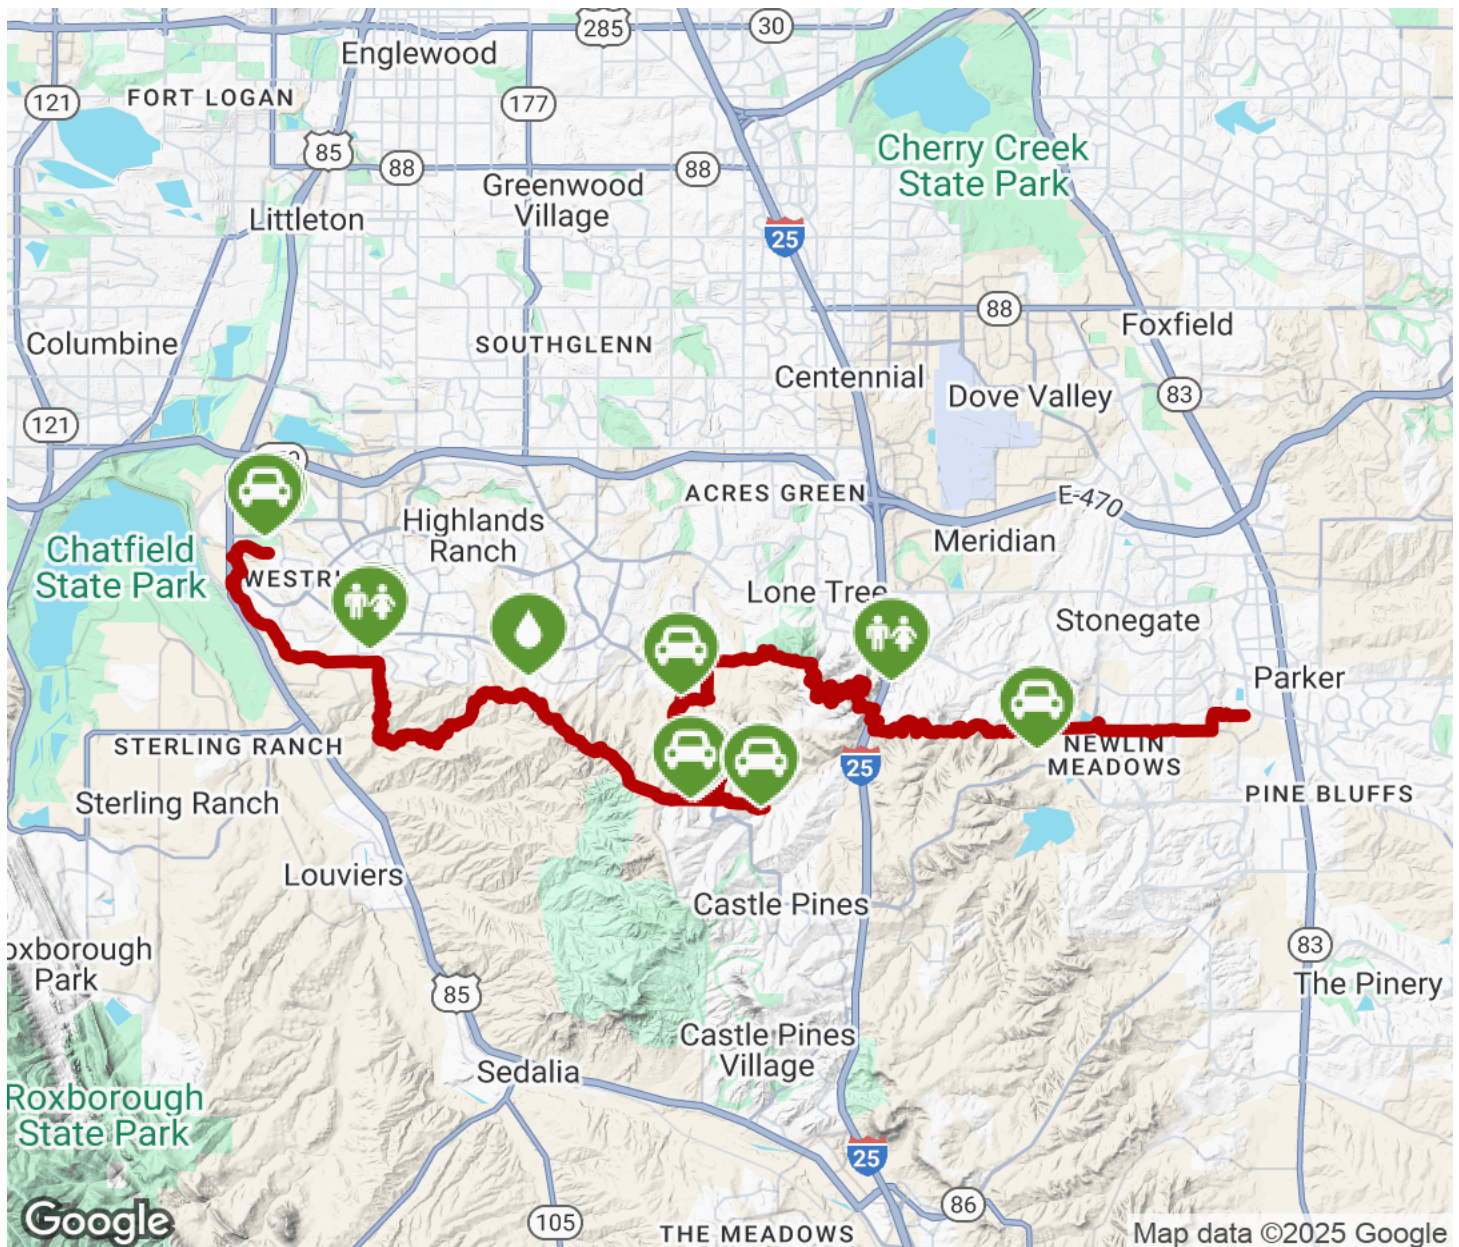 285
30
Englewood
121
FORT LOGAN
177
85
88
88
Cherry Creek
State Park
Greenwood
Village
Littleton
25
88
Foxfield
Columbine
SOUTHGLENN
Centennial
Dove Valley
83
121
ACRES GREEN
E-470
Highlands
Ranch
Meridian
Chatfield
State Park
WESTRI
Lone Tree
Stonegate
Parker
STERLING RANCH
NEWLIN
MEADOWS
25
Sterling Ranch
PINE BLUFFS
Louviers
Castle Pines
oxborough
Park
83
The Pinery
85
Castle Pines
Village
Sedalia
Roxborough
State Park
25
86
105
THE MEADOWS
Google
Map data ©2025 Google